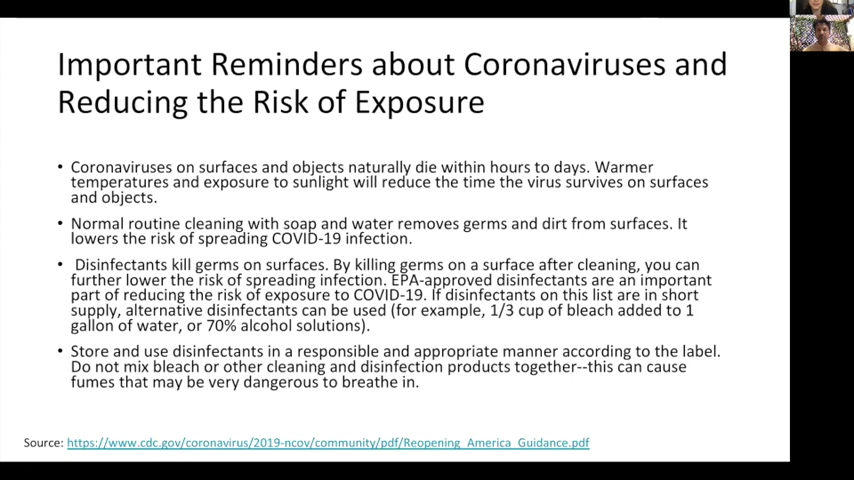 Important Reminders about Coronaviruses and
Reducing the Risk of Exposure
• Coronaviruses on surfaces and objects naturally die within hours to days. Warmer
temperatures and exposure to sunlight will reduce the time the virus survives on surfaces
and objects.
• Normal routine cleaning with soap and water removes germs and dirt from surfaces. It
lowers the risk of spreading COVID-19 infection.
• Disinfectants kill germs on surfaces. By killing germs on a surface after cleaning, you can
further lower the risk of spreading infection. EPA-approved disinfectants are an important
part of reducing the risk of exposure to COVID-19. If disinfectants on this list are in short
supply, alternative disinfectants can be used (for example, 1/3 cup of bleach added to 1
gallon of water, or 70% alcohol solutions).
• Store and use disinfectants in a responsible and appropriate manner according to the label.
Do not mix bleach or other cleaning and disinfection products together--this can cause
fumes that may be very dangerous to breathe in.
Source: https://www.cdc.gov/coronavirus/2019-ncov/community/pdf/Reopening_America_Guidance.pdf